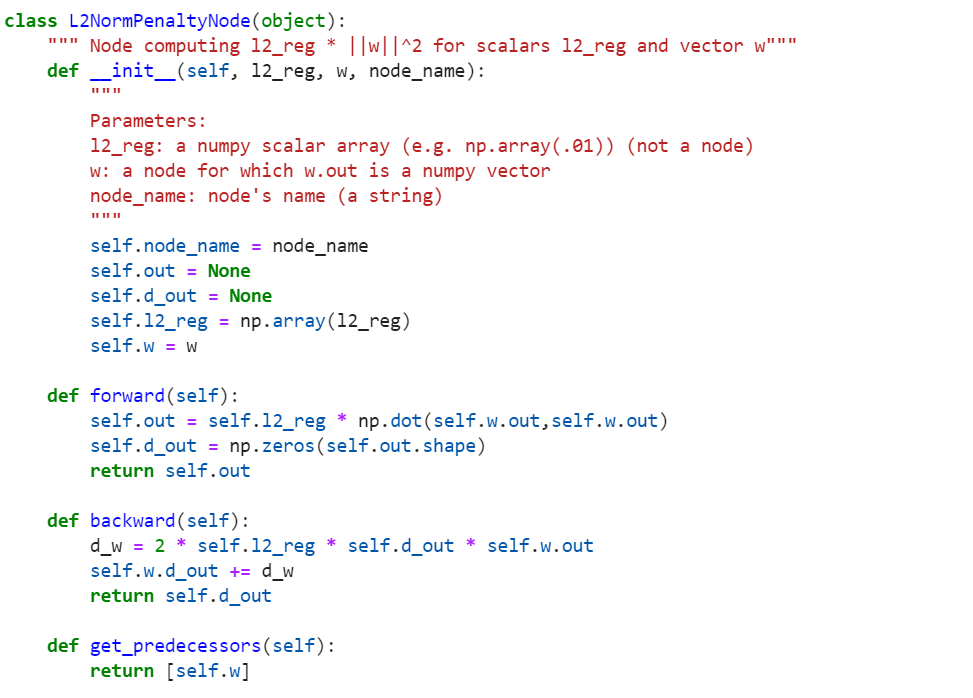 class L2NormPenaltyNode(object):
    """ Node computing l2_reg * ||w||^2 for scalars l2_reg and vector w"""
    def __init__(self, l2_reg, w, node_name):
        """
        Parameters:
        l2_reg: a numpy scalar array (e.g. np.array(.01)) (not a node)
        w: a node for which w.out is a numpy vector
        node_name: node's name (a string)
        """
        self.node_name = node_name
        self.out = None
        self.d_out = None
        self.l2_reg = np.array(l2_reg)
        self.w = w

    def forward(self):
        self.out = self.l2_reg * np.dot(self.w.out,self.w.out)
        self.d_out = np.zeros(self.out.shape)
        return self.out

    def backward(self):
        d_w = 2 * self.l2_reg * self.d_out * self.w.out
        self.w.d_out += d_w
        return self.d_out

    def get_predecessors(self):
        return [self.w]